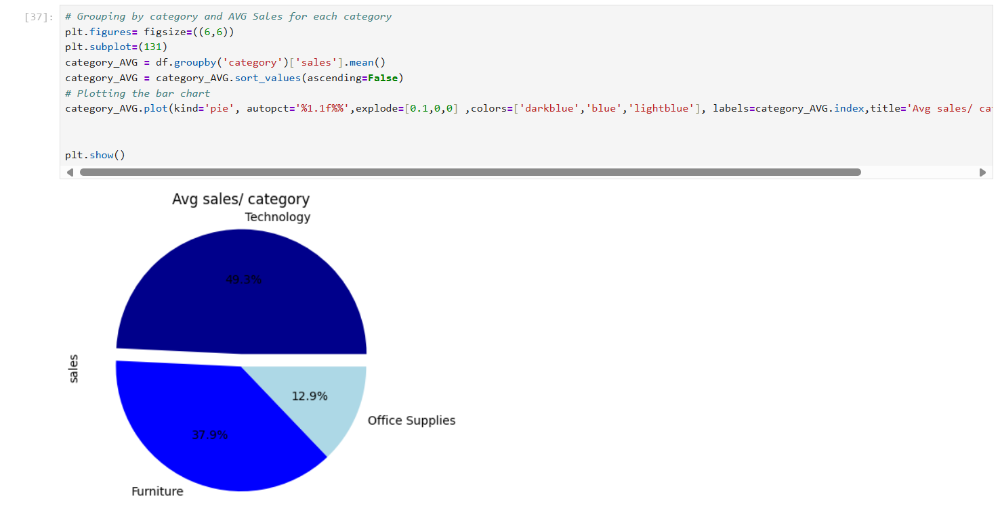 [37]:
# Grouping by category and AVG Sales for each category
plt.figures= figsize=((6,6))
plt.subplot=(131)
category_AVG = df.groupby('category')['sales'].mean()
category_AVG = category_AVG.sort_values(ascending=False)
# Plotting the bar chart
category_AVG.plot(kind='pie', autopct='%1.1f%%',explode=[0.1,0,0] ,colors=['darkblue','blue','lightblue'], labels=category_AVG.index,title='Avg sales/
plt.show()
Avg sales/ category
Technology
49.3%
sales
12.9%
Office Supplies
37.9%
Furniture